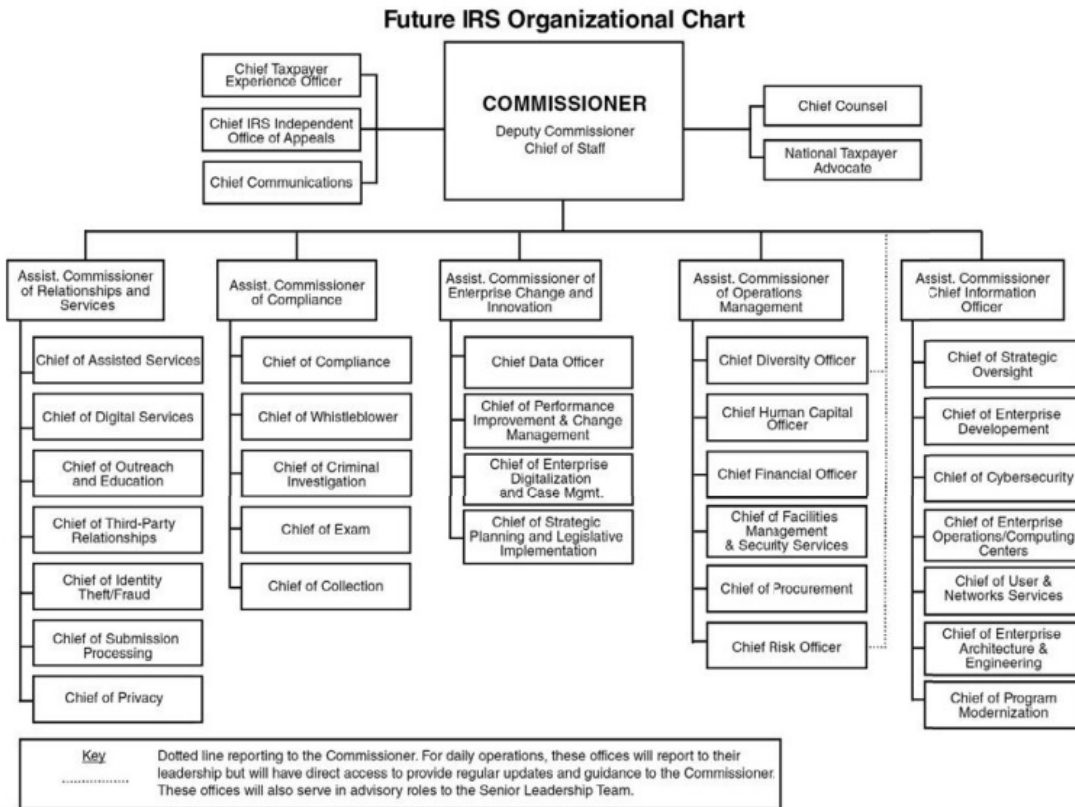 Future IRS Organizational Chart
Chief Taxpayer
Experience Officer
Chief IRS Independent
Office of Appeals
Chief Communications
COMMISSIONER
Deputy Commissioner
Chief of Staff
Chief Counsel
National Taxpayer
Advocate
Assist. Commissioner
of Relationships and
Services
Chief of Assisted Services
Chief of Digital Services
Chief of Outreach
and Education
Chief of Third-Party
Relationships
Chief of Identity
Theft/Fraud
Chief of Submission
Processing
Chief of Privacy
Assist. Commissioner
of Compliance
Chief of Compliance
Chief of Whistleblower
Chief of Criminal
Investigation
Chief of Exam
Chief of Collection
Assist. Commissioner of
Enterprise Change and
Innovation
Chief Data Officer
Chief of Performance
Improvement & Change
Management
Chief of Enterprise
Digitalization
and Case Mgmt.
Chief of Strategic
Planning and Legislative
Implementation
Assist. Commissioner
of Operations
Management
Chief Diversity Officer
Chief Human Capital
Officer
Chief Financial Officer
Chief of Facilities
Management
& Security Services
Chief of Procurement
Chief Risk Officer
Assist. Commissioner
Chief Information
Officer
Chief of Strategic
Oversight
Chief of Enterprise
Developement
Chief of Cybersecurity
Chief of Enterprise
Operations/Computing
Centers
Chief of User &
Networks Services
Chief of Enterprise
Architecture &
Engineering
Chief of Program
Modernization
Key
Dotted line reporting to the Commissioner. For daily operations, these offices will report to their
leadership but will have direct access to provide regular updates and guidance to the Commissioner.
These offices will also serve in advisory roles to the Senior Leadership Team.